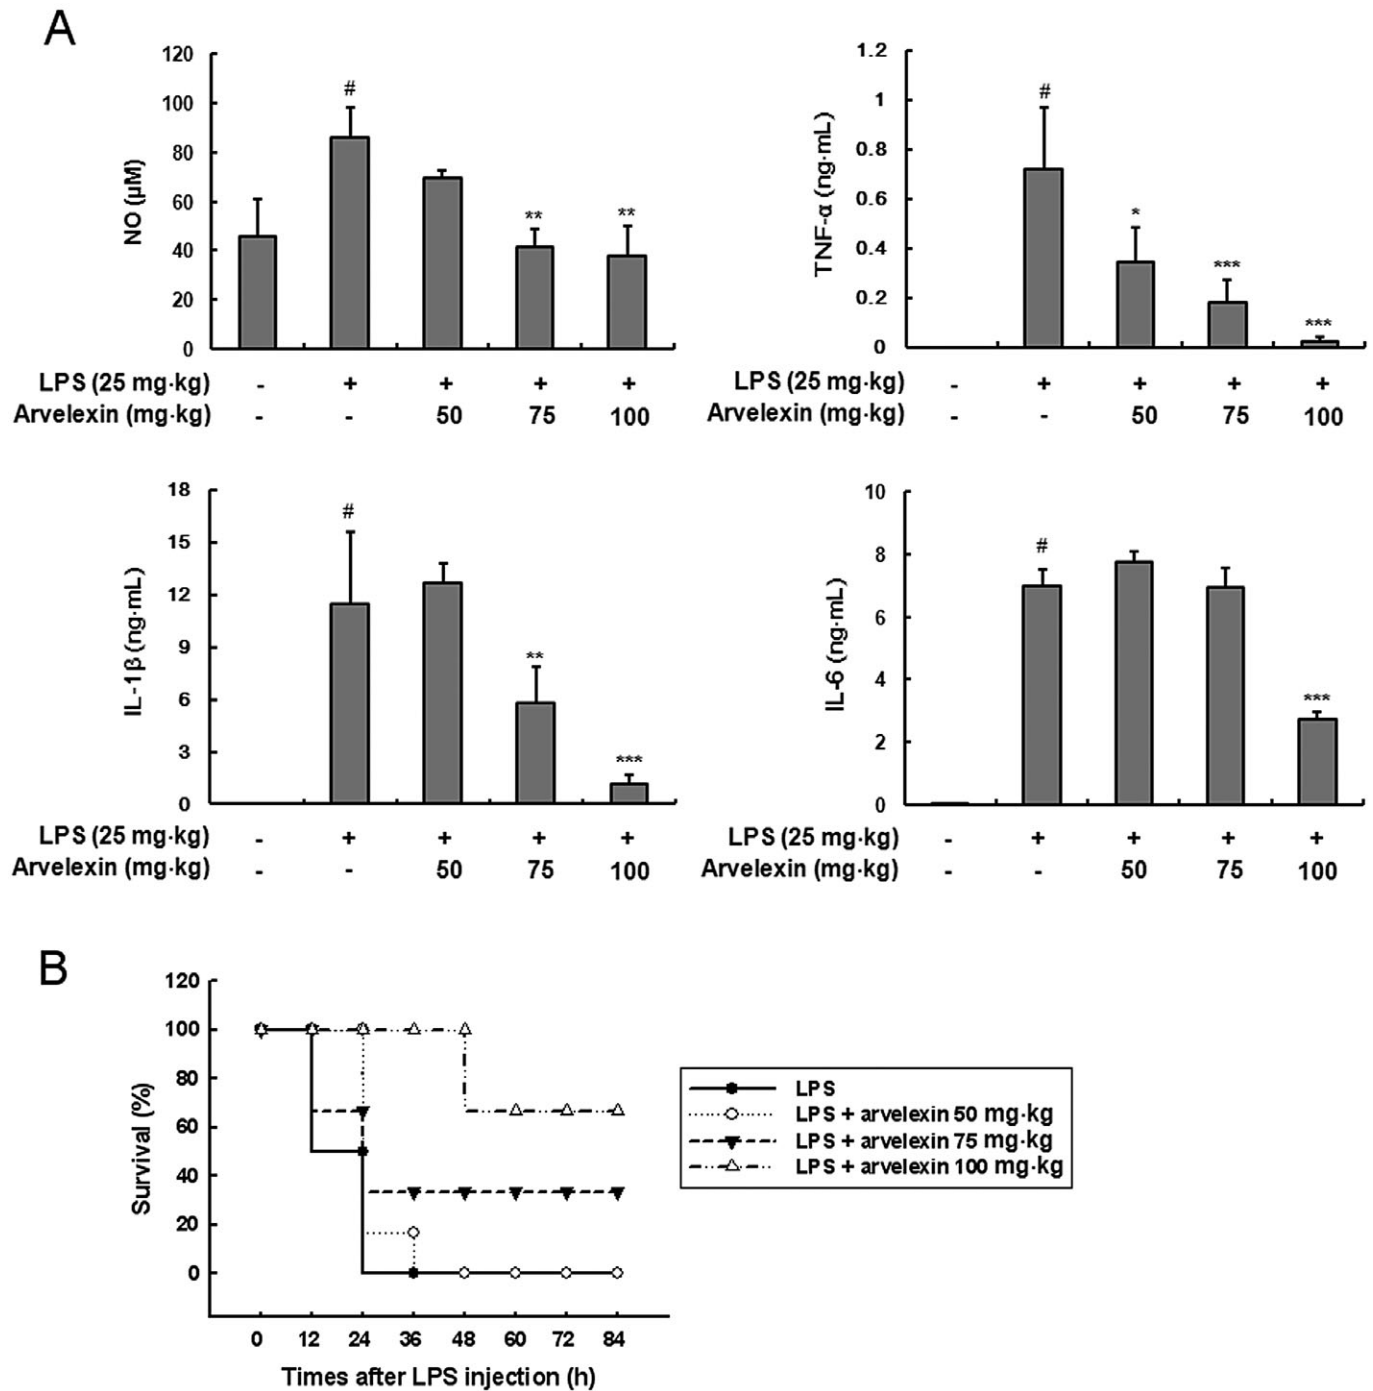 A
120
100
80
60
40
20
0
NO (µM)
#
**
**
LPS (25 mg·kg) - + + + +
Arvelexin (mg·kg) - - 50 75 100
1.2
1
0.8
0.6
0.4
0.2
0
TNF-α (ng·mL)
#
*
***
***
LPS (25 mg·kg) - + + + +
Arvelexin (mg·kg) - - 50 75 100
18
15
12
9
6
3
0
IL-1β (ng·mL)
#
**
***
LPS (25 mg·kg) - + + + +
Arvelexin (mg·kg) - - 50 75 100
10
8
6
4
2
0
IL-6 (ng·mL)
#
***
LPS (25 mg·kg) - + + + +
Arvelexin (mg·kg) - - 50 75 100
B
120
100
80
60
40
20
0
Survival (%)
0 12 24 36 48 60 72 84
Times after LPS injection (h)
LPS
LPS + arvelexin 50 mg·kg
LPS + arvelexin 75 mg·kg
LPS + arvelexin 100 mg·kg